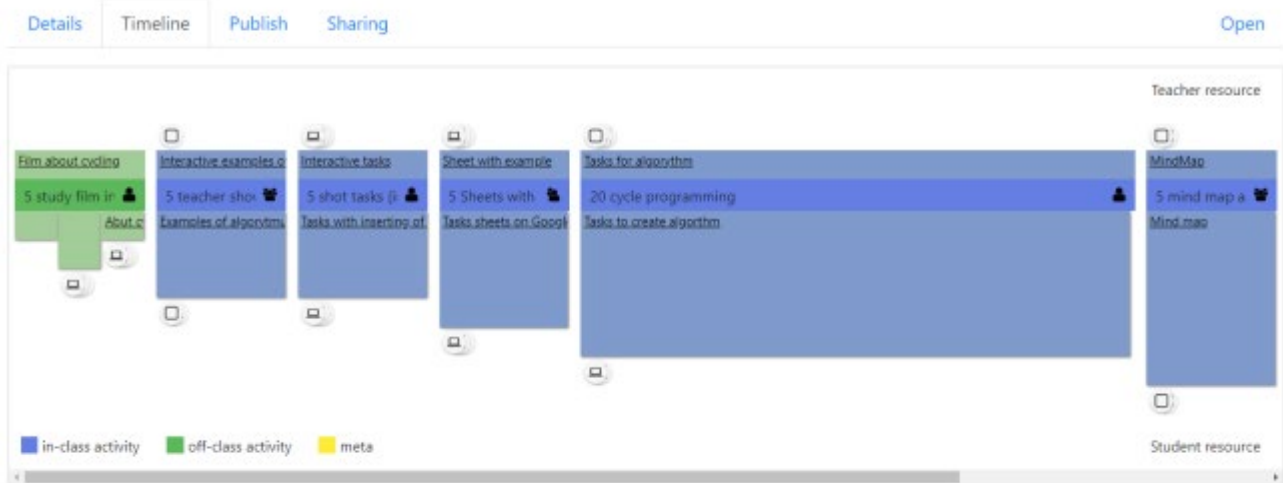 Details Timeline Publish Sharing Open
Teacher resource
Film about cycling Interactive examples o Interactive tasks Sheet with example Tasks for algorythm MindMap
5 study film in 5 teacher shov 5 shot tasks (i 5 Sheets with 20 cycle programming 5 mind map a
Abut c Examples of algorytmu Tasks with inserting of Tasks sheets on Googl Tasks to create algorthm Mind map
in-class activity off-class activity meta Student resource